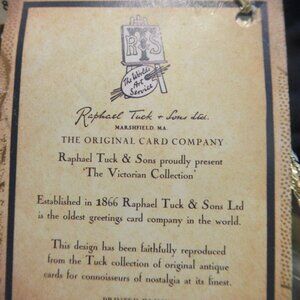 R T S
The World's
Art
Service
Raphael Tuck & Sons Ltd.
MARSHFIELD. MA.
THE ORIGINAL CARD COMPANY
Raphael Tuck & Sons proudly present
'The Victorian Collection'
Established in 1866 Raphael Tuck & Sons Ltd
is the oldest greetings card company in the world.
This design has been faithfully reproduced
from the Tuck collection of original antique
cards for connoisseurs of nostalgia at its finest.